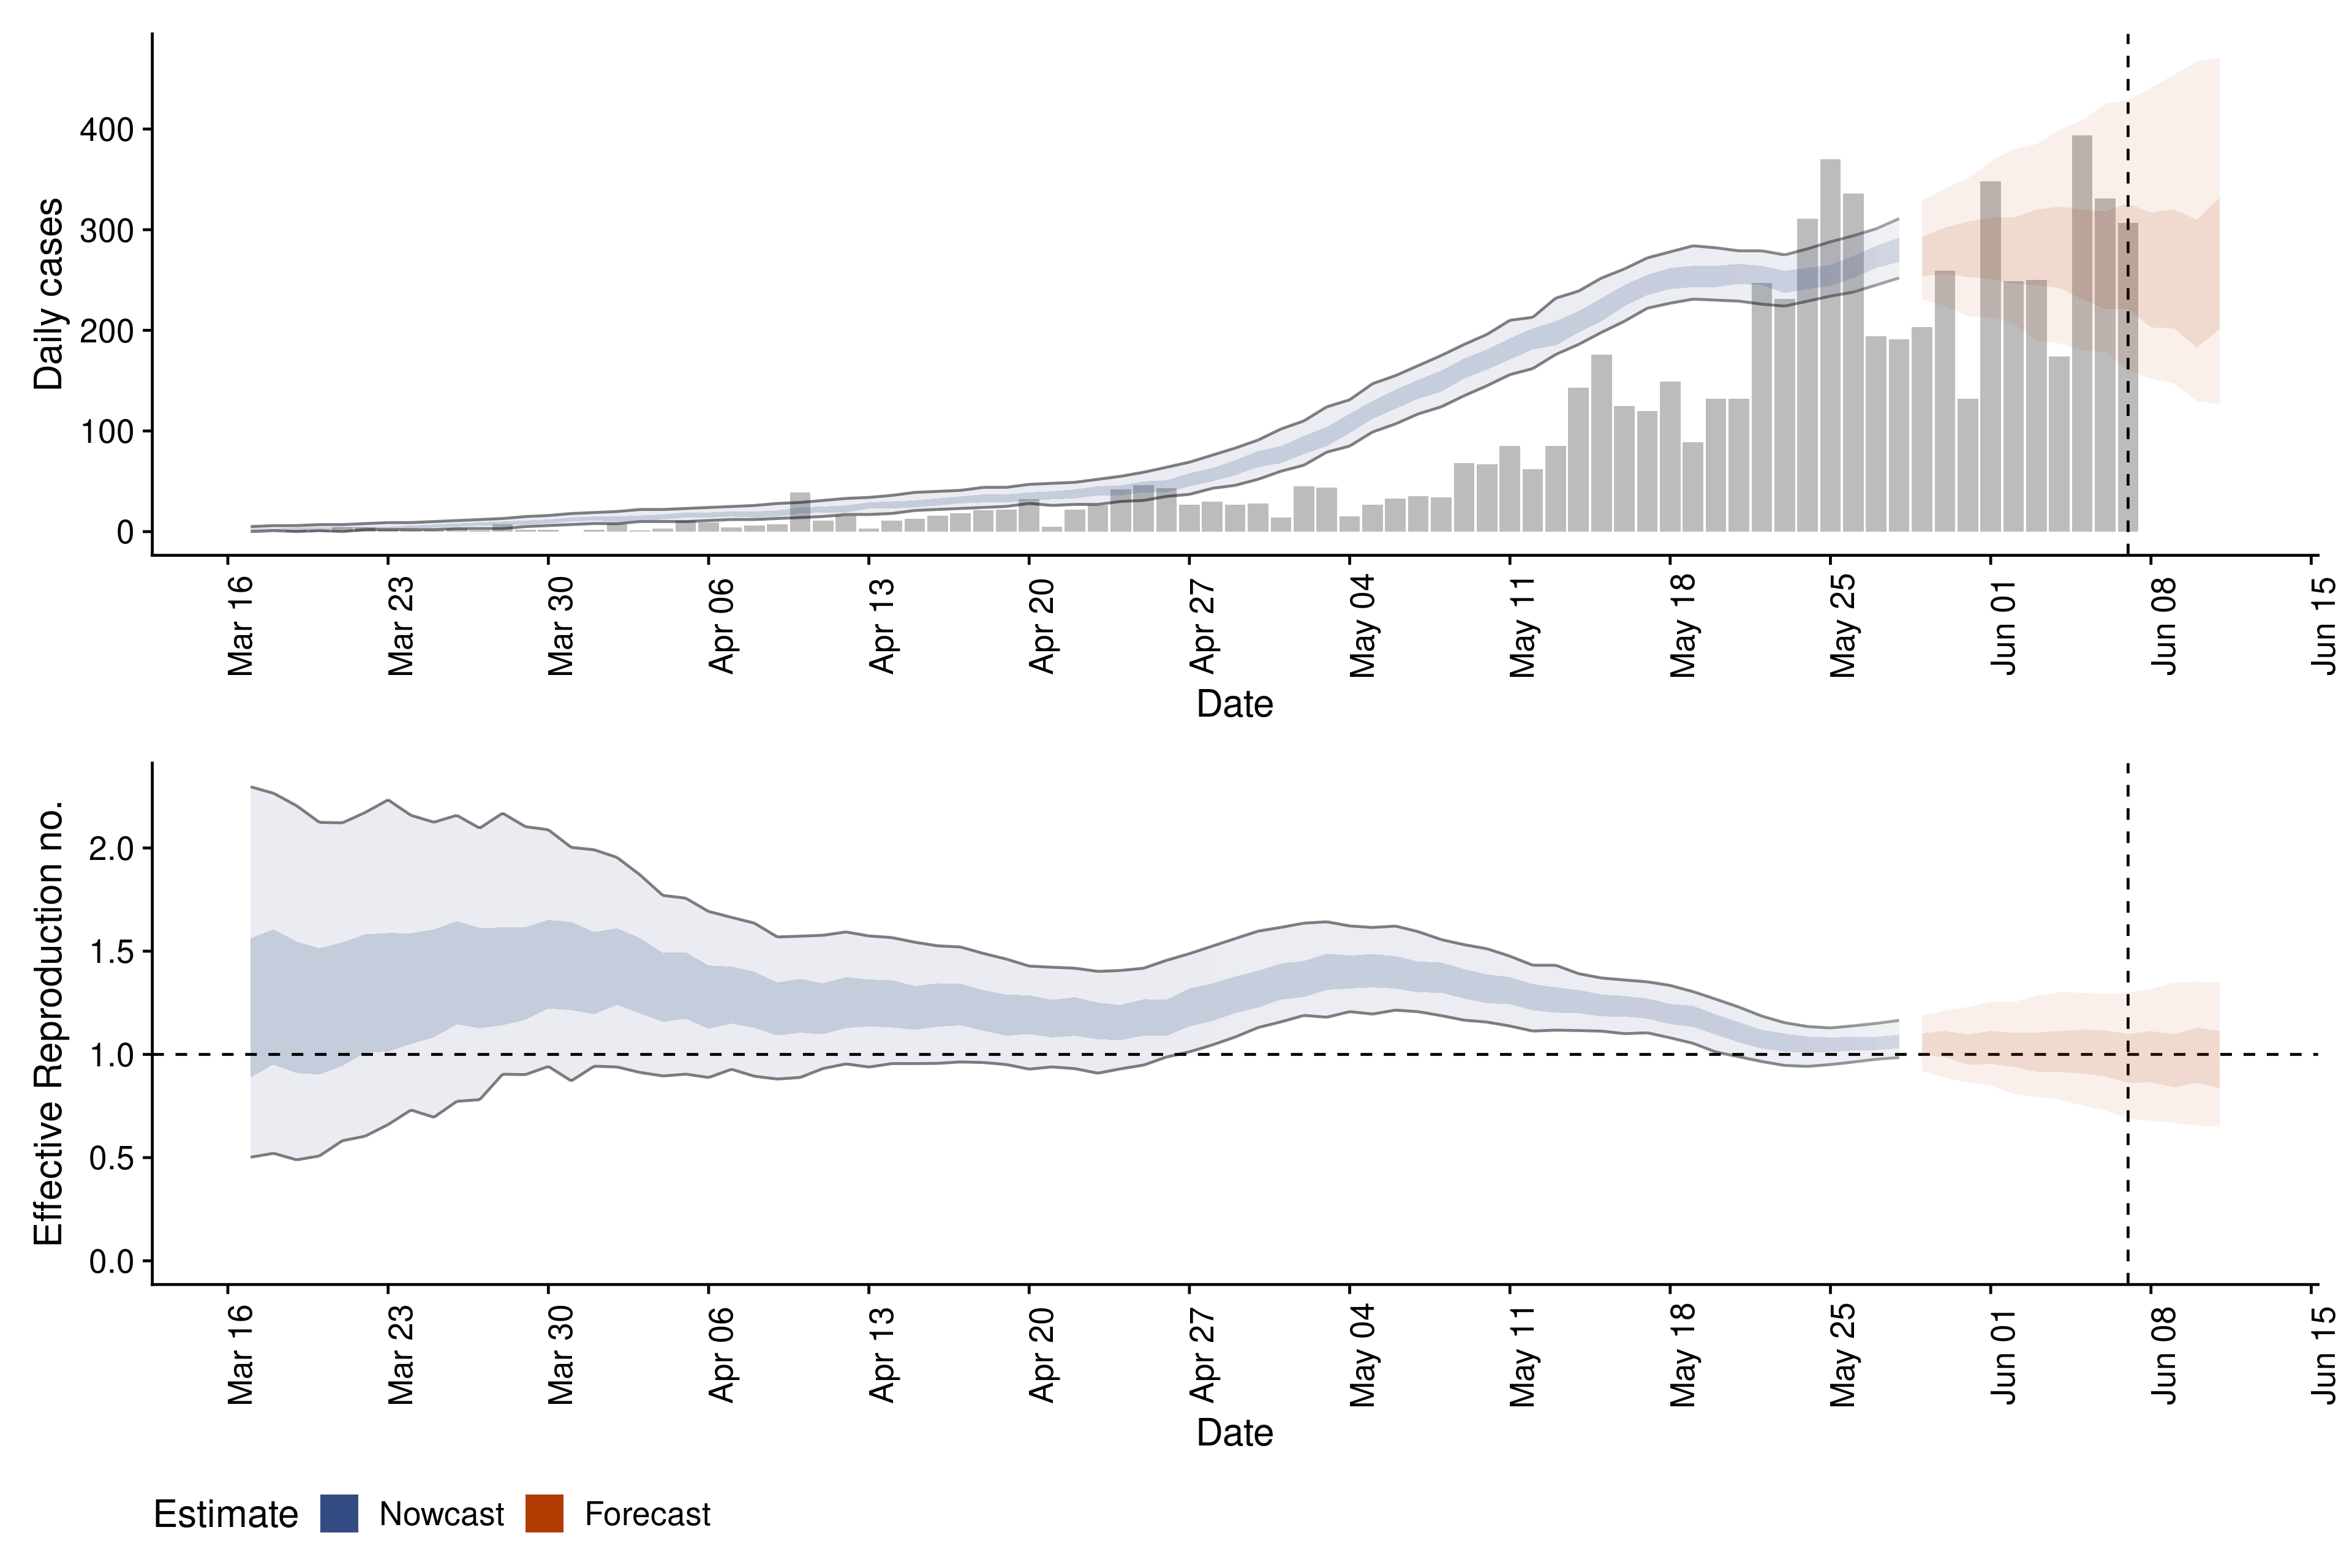 Daily cases
400
300
200
100
0
Mar 16
Mar 23
Mar 30
Apr 06
Apr 13
Apr 20
Apr 27
May 04
May 11
May 18
May 25
Jun 01
Jun 08
Jun 15
Date
Effective Reproduction no.
2.0
1.5
1.0
0.5
0.0
Mar 16
Mar 23
Mar 30
Apr 06
Apr 13
Apr 20
Apr 27
May 04
May 11
May 18
May 25
Jun 01
Jun 08
Jun 15
Date
Estimate Nowcast Forecast